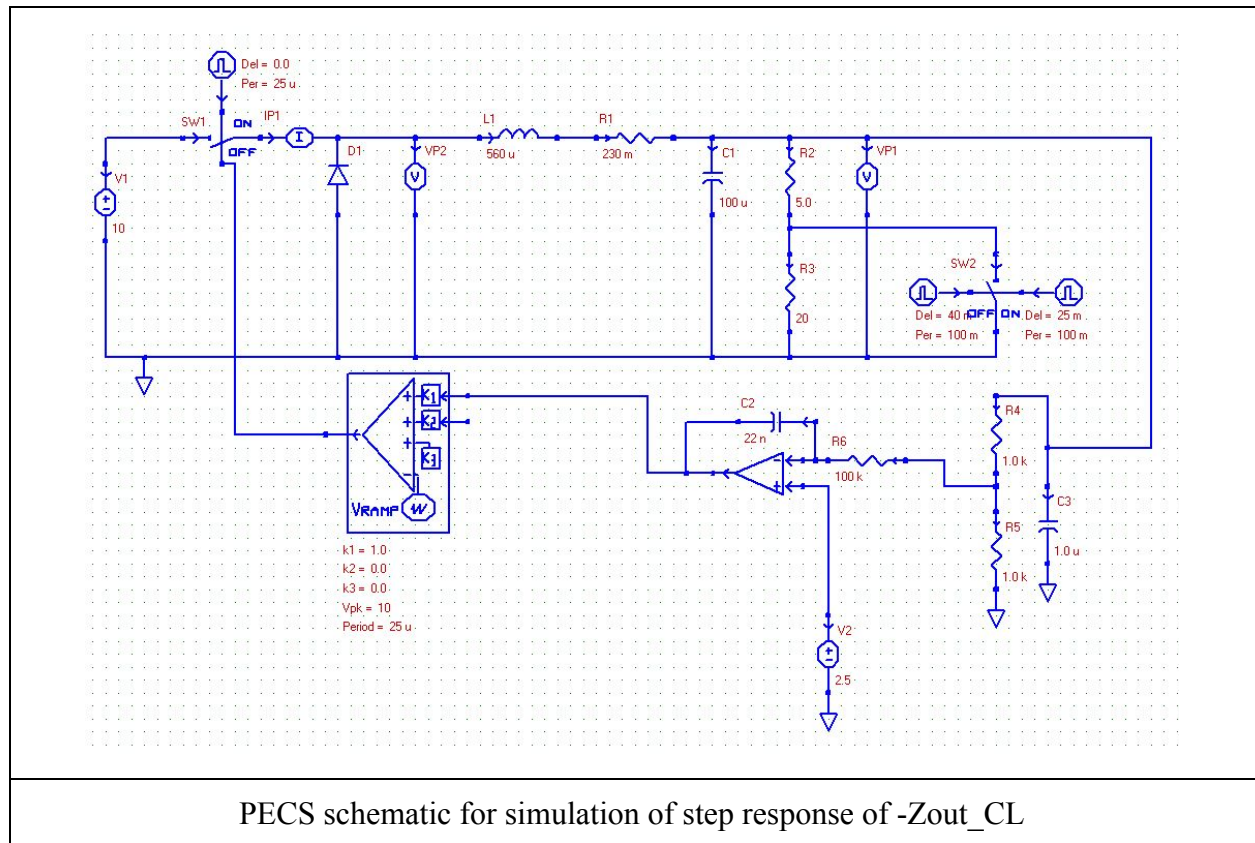 Del = 0.0
Per = 25 u
SW1
ON
OFF
IP1
I
V1
10
D1
VP2
V
L1
560 u
R1
230 m
C1
100 u
R2
5.0
VP1
V
R3
20
SW2
OFF ON
Del = 40 m
Per = 100 m
Del = 25 m
Per = 100 m
K1
K2
K3
VRAMP
k1 = 1.0
k2 = 0.0
k3 = 0.0
Vpk = 10
Period = 25 u
C2
22 n
R6
100 k
R4
1.0 k
R5
1.0 k
C3
1.0 u
V2
2.5
PECS schematic for simulation of step response of -Zout_CL